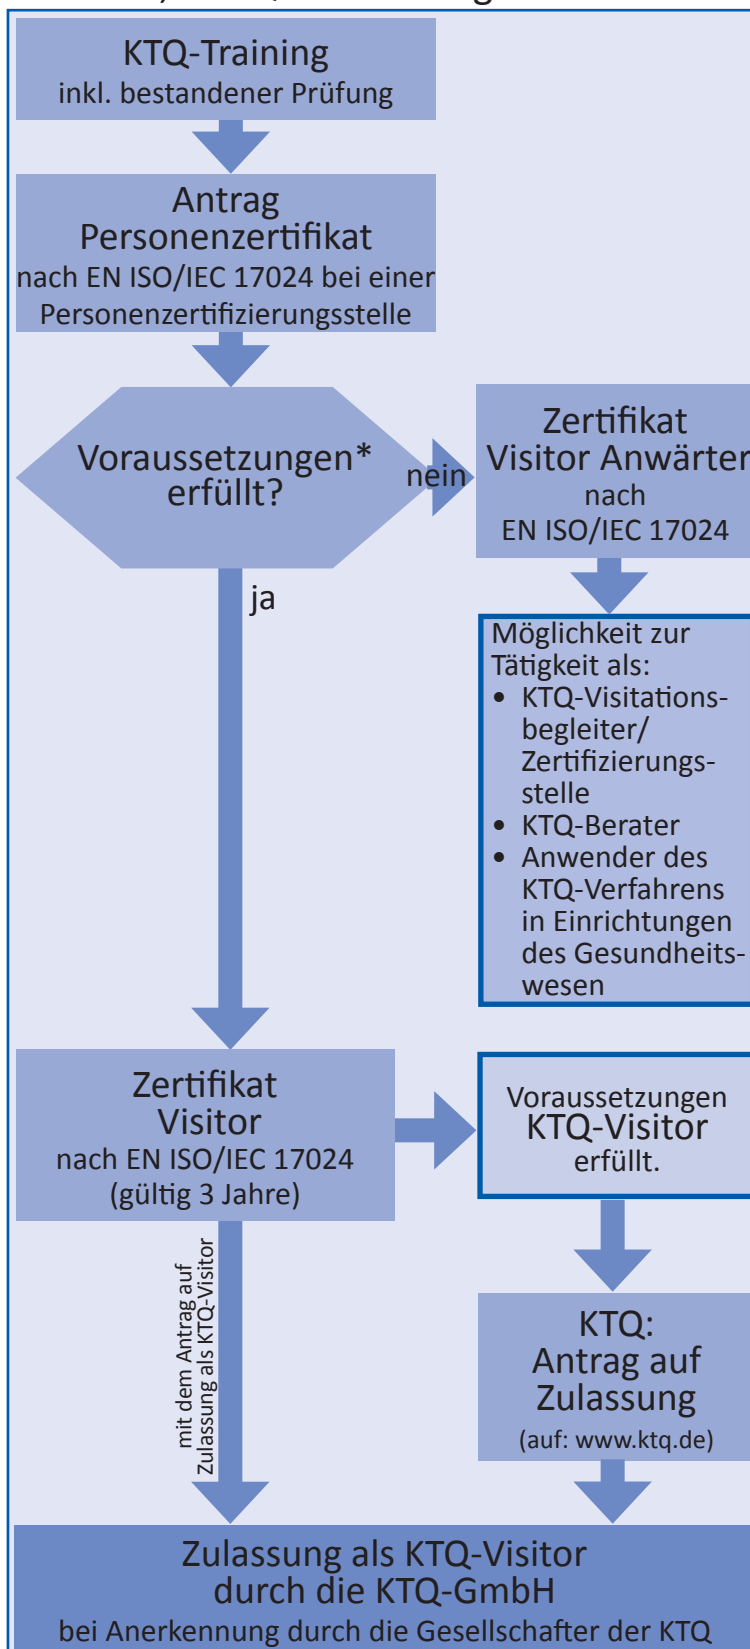 KTQ-Training
inkl. bestandener Prüfung
Antrag
Personenzertifikat
nach EN ISO/IEC 17024 bei einer
Personenzertifizierungsstelle
Voraussetzungen*
erfüllt?
nein
Zertifikat
Visitor Anwärter
nach
EN ISO/IEC 17024
ja
Möglichkeit zur
Tätigkeit als:
• KTQ-Visitations-
begleiter/
Zertifizierungs-
stelle
• KTQ-Berater
• Anwender des
KTQ-Verfahrens
in Einrichtungen
des Gesundheits-
wesen
Zertifikat
Visitor
nach EN ISO/IEC 17024
(gültig 3 Jahre)
Voraussetzungen
KTQ-Visitor
erfüllt.
mit dem Antrag auf
Zulassung als KTQ-Visitor
KTQ:
Antrag auf
Zulassung
(auf: www.ktq.de)
Zulassung als KTQ-Visitor
durch die KTQ-GmbH
bei Anerkennung durch die Gesellschafter der KTQ